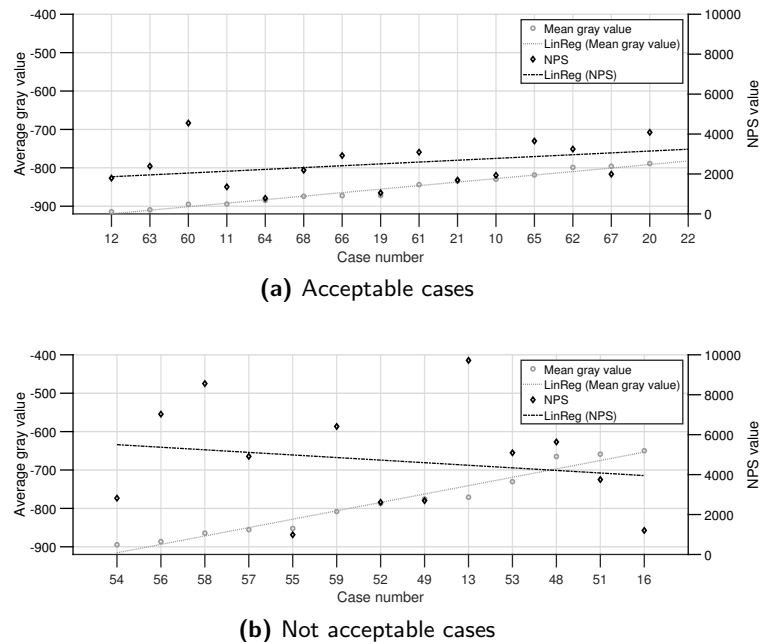 -400
-500
-600
-700
-800
-900
Average gray value
10000
8000
6000
4000
2000
0
NPS value
Mean gray value
LinReg (Mean gray value)
NPS
LinReg (NPS)
12 63 60 11 64 68 66 19 61 21 10 65 62 67 20 22
Case number
(a) Acceptable cases
-400
-500
-600
-700
-800
-900
Average gray value
10000
8000
6000
4000
2000
0
NPS value
Mean gray value
LinReg (Mean gray value)
NPS
LinReg (NPS)
54 56 58 57 55 59 52 49 13 53 48 51 16
Case number
(b) Not acceptable cases